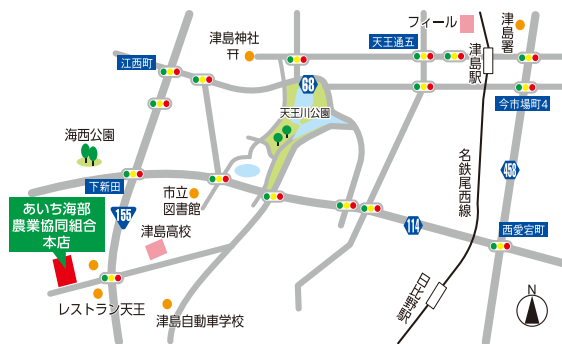 フィール
津島署
津島神社
天王通五
津島駅
江西町
68
天王川公園
今市場町4
海西公園
名鉄尾西線
458
下新田
市立
図書館
155
あいち海部
農業協同組合
本店
津島高校
114
西愛宕町
日比野駅
N
レストラン天王
津島自動車学校